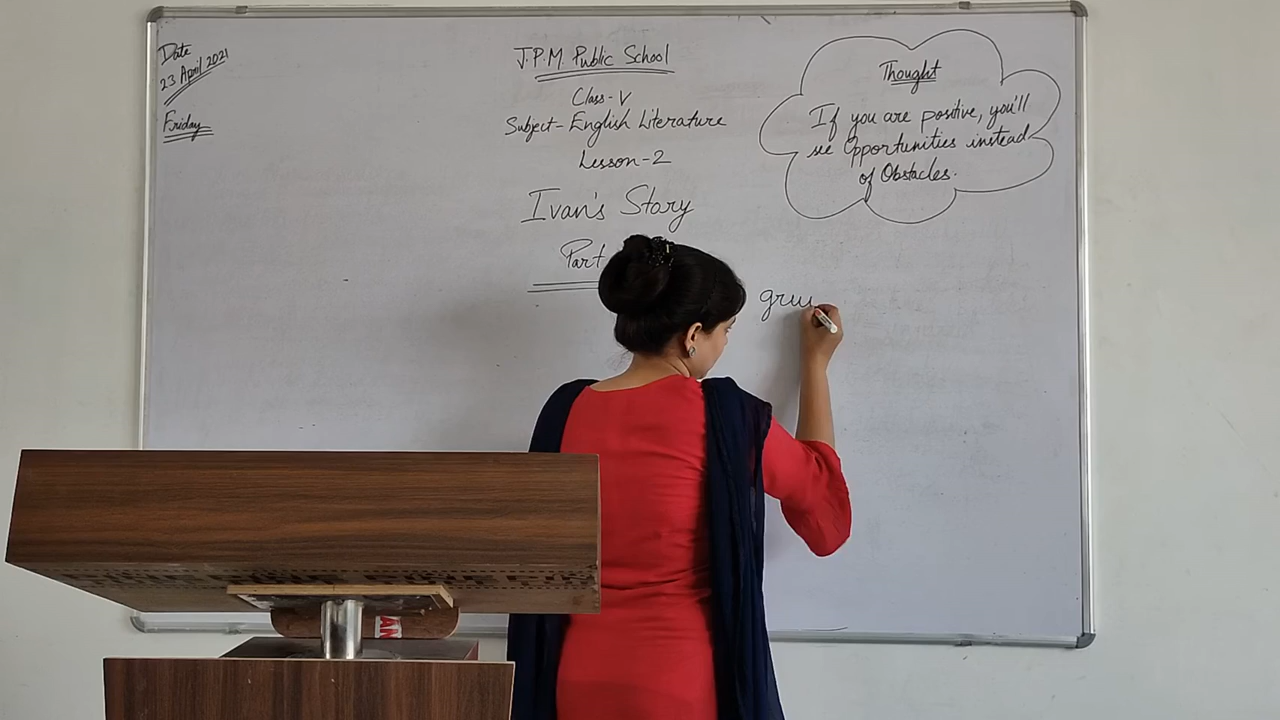 Date
23 April 2021
Friday
J.P.M. Public School
Class-V
Subject-English Literature
Lesson-2
Ivan's Story
Part
Thought
If you are positive, you'll
see Opportunities instead
of Obstacles.